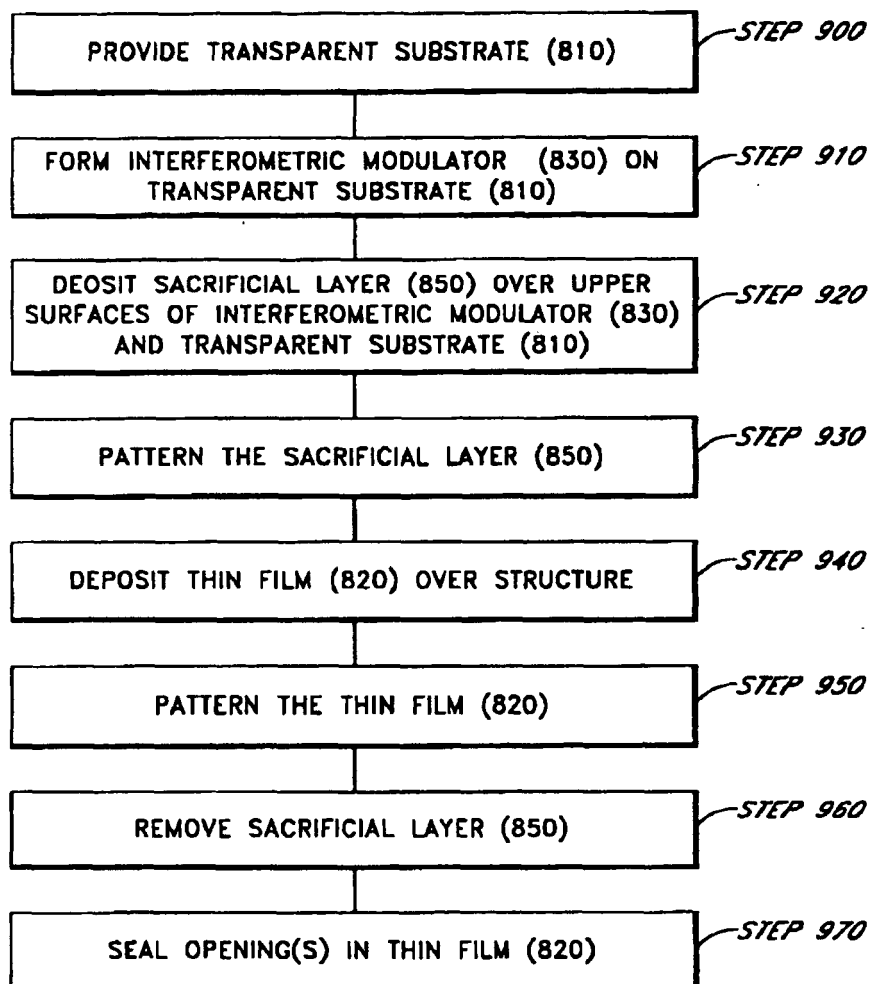 PROVIDE TRANSPARENT SUBSTRATE (810)
STEP 900
FORM INTERFEROMETRIC MODULATOR (830) ON
TRANSPARENT SUBSTRATE (810)
STEP 910
DEOSIT SACRIFICIAL LAYER (850) OVER UPPER
SURFACES OF INTERFEROMETRIC MODULATOR (830)
AND TRANSPARENT SUBSTRATE (810)
STEP 920
PATTERN THE SACRIFICIAL LAYER (850)
STEP 930
DEPOSIT THIN FILM (820) OVER STRUCTURE
STEP 940
PATTERN THE THIN FILM (820)
STEP 950
REMOVE SACRIFICIAL LAYER (850)
STEP 960
SEAL OPENING(S) IN THIN FILM (820)
STEP 970